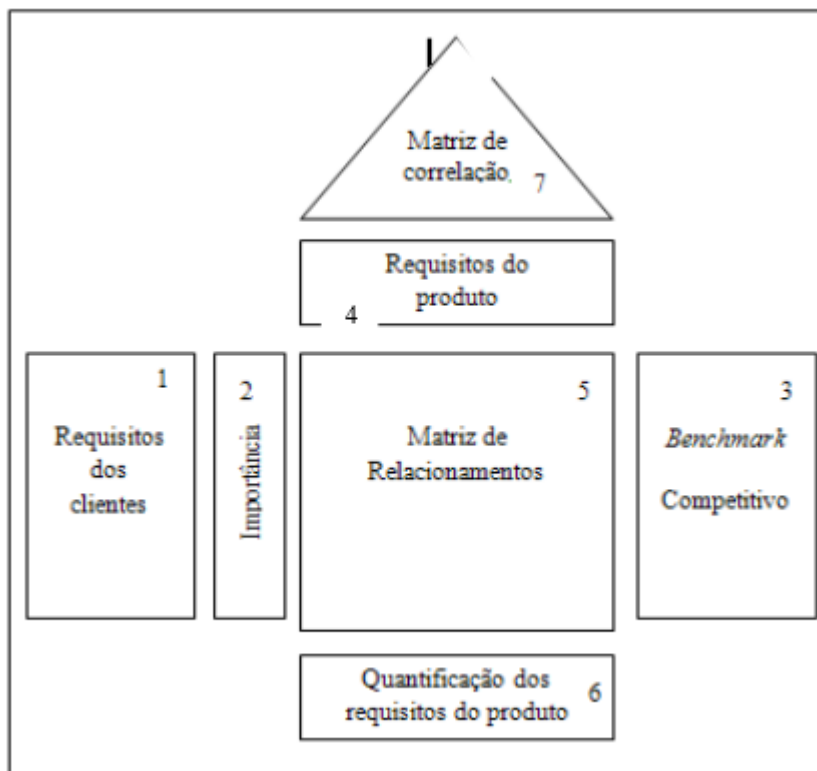 Matriz de
correlação.
7
Requisitos do
produto
4
1
Requisitos
dos
clientes
2
Importância
5
Matriz de
Relacionamentos
3
Benchmark
Competitivo
Quantificação dos
requisitos do produto
6